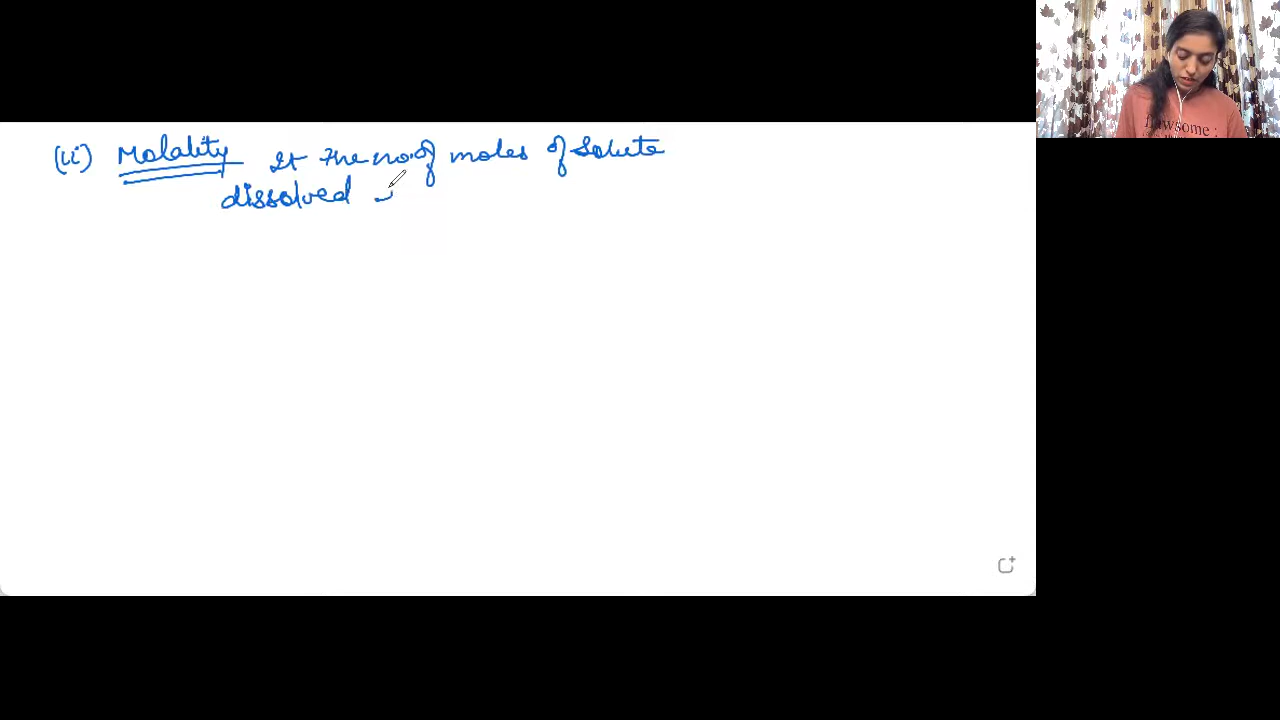 (ii) Molality It the no. of moles of Solute
dissolved